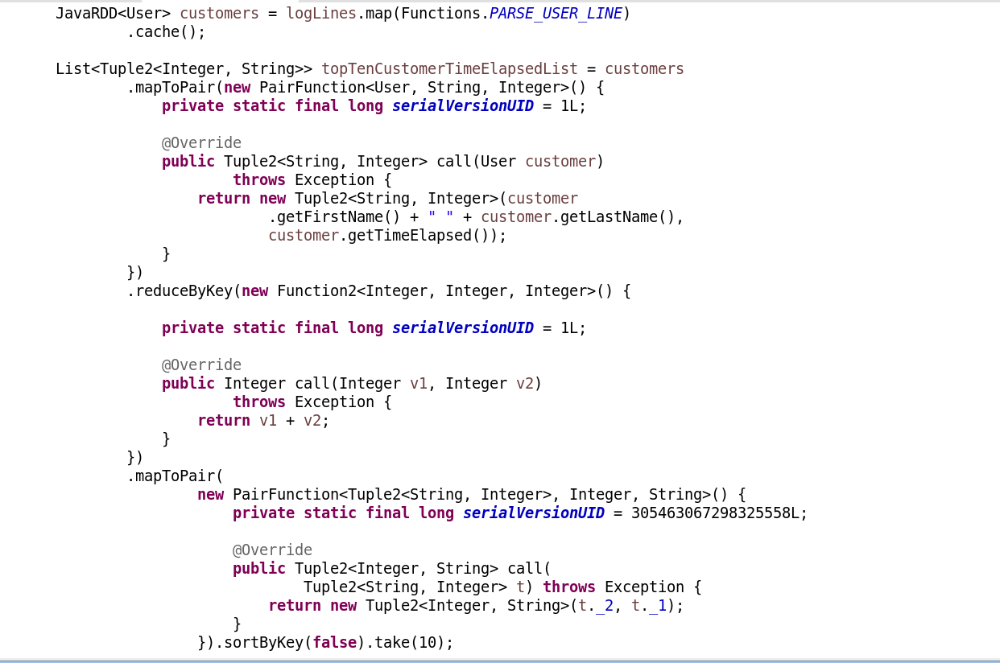 JavaRDD<User> customers = logLines.map(Functions.PARSE_USER_LINE)
        .cache();

List<Tuple2<Integer, String>> topTenCustomerTimeElapsedList = customers
        .mapToPair(new PairFunction<User, String, Integer>() {
            private static final long serialVersionUID = 1L;

            @Override
            public Tuple2<String, Integer> call(User customer)
                    throws Exception {
                return new Tuple2<String, Integer>(customer
                        .getFirstName() + " " + customer.getLastName(),
                        customer.getTimeElapsed());
            }
        })
        .reduceByKey(new Function2<Integer, Integer, Integer>() {

            private static final long serialVersionUID = 1L;

            @Override
            public Integer call(Integer v1, Integer v2)
                    throws Exception {
                return v1 + v2;
            }
        })
        .mapToPair(
                new PairFunction<Tuple2<String, Integer>, Integer, String>() {
                    private static final long serialVersionUID = 305463067298325558L;

                    @Override
                    public Tuple2<Integer, String> call(
                            Tuple2<String, Integer> t) throws Exception {
                        return new Tuple2<Integer, String>(t._2, t._1);
                    }
                }).sortByKey(false).take(10);